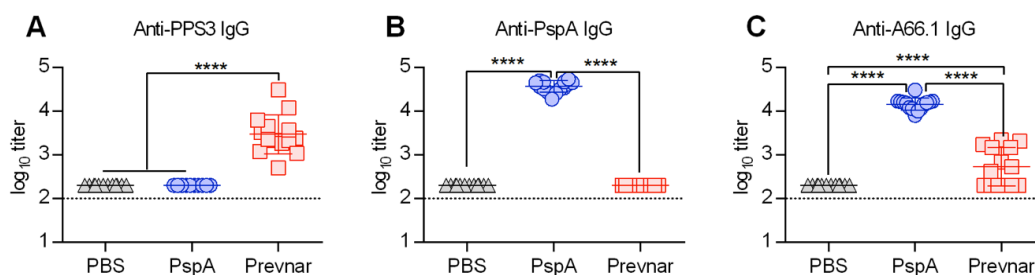 A
Anti-PPS3 IgG
****
log10 titer
5
4
3
2
1
PBS PspA Prevnar
B
Anti-PspA IgG
**** ****
log10 titer
5
4
3
2
1
PBS PspA Prevnar
C
Anti-A66.1 IgG
****
**** ****
log10 titer
5
4
3
2
1
PBS PspA Prevnar